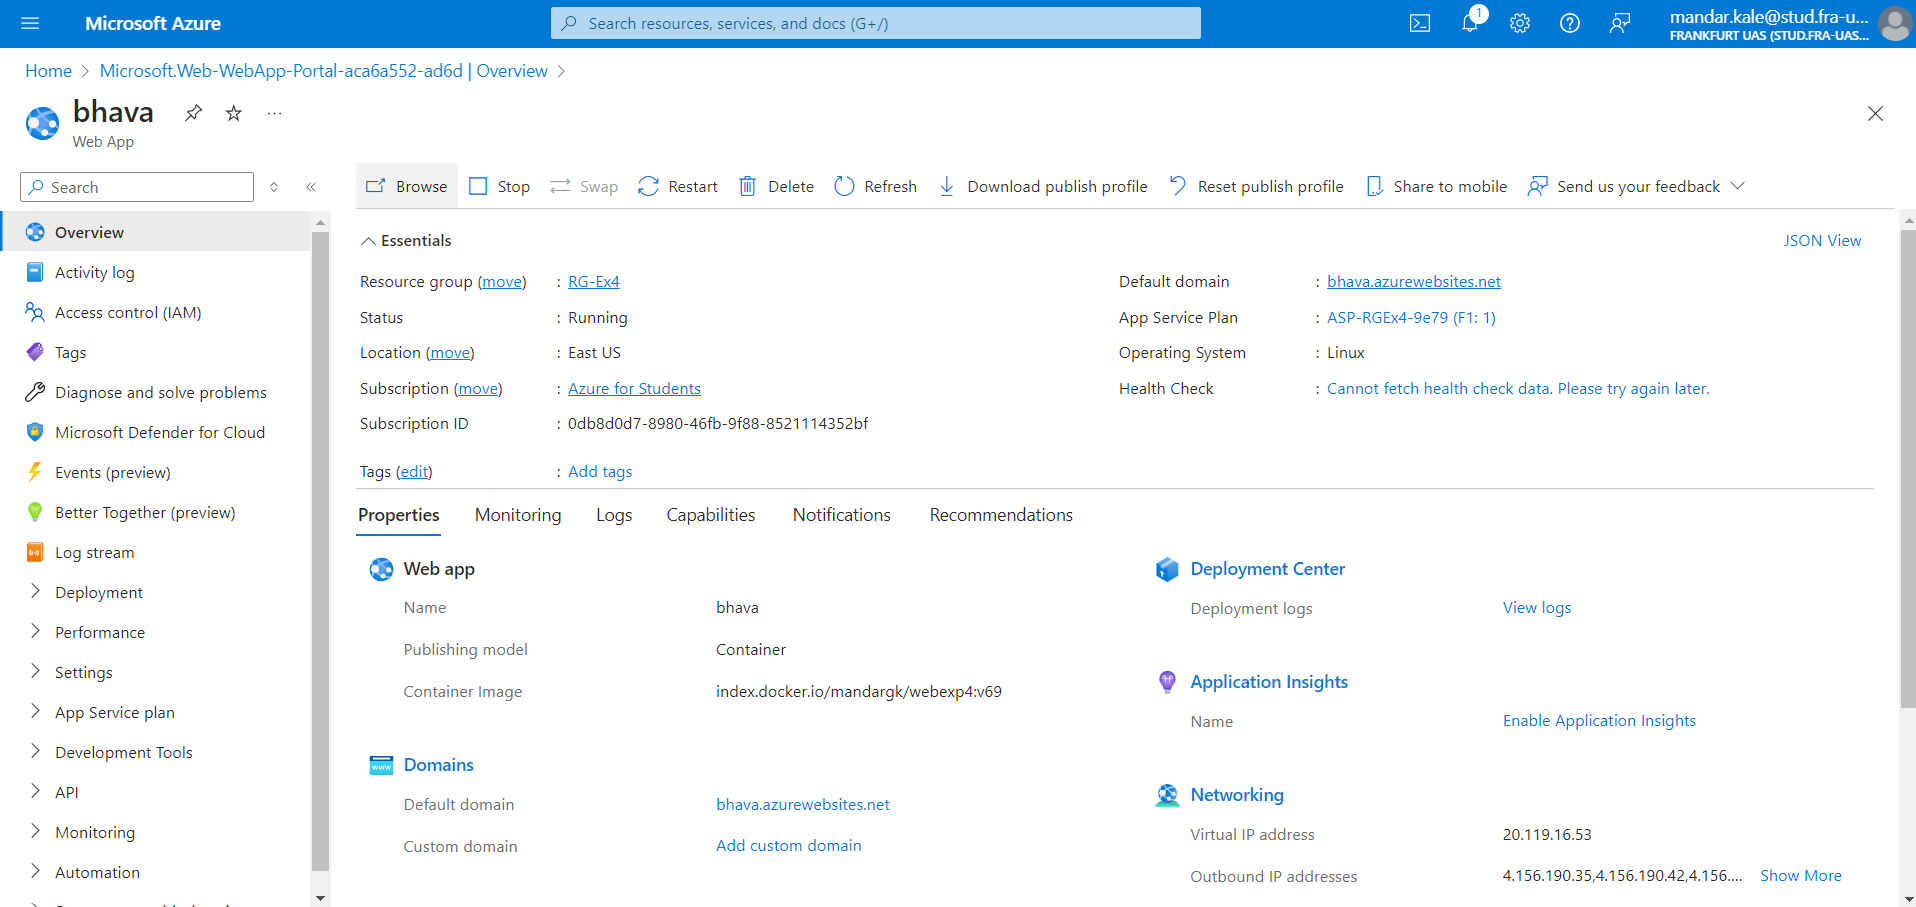 Microsoft Azure
Search resources, services, and docs (G+/)
1
mandar.kale@stud.fra-u...
FRANKFURT UAS (STUD.FRA-UAS...
Home > Microsoft.Web-WebApp-Portal-aca6a552-ad6d | Overview >
bhava
Web App
Search
Browse Stop Swap Restart Delete Refresh Download publish profile Reset publish profile Share to mobile Send us your feedback
Overview
Activity log
Access control (IAM)
Tags
Diagnose and solve problems
Microsoft Defender for Cloud
Events (preview)
Better Together (preview)
Log stream
Deployment
Performance
Settings
App Service plan
Development Tools
API
Monitoring
Automation
Essentials
JSON View
Resource group (move) : RG-Ex4
Status : Running
Location (move) : East US
Subscription (move) : Azure for Students
Subscription ID : 0db8d0d7-8980-46fb-9f88-8521114352bf
Tags (edit) : Add tags
Default domain : bhava.azurewebsites.net
App Service Plan : ASP-RGEx4-9e79 (F1: 1)
Operating System : Linux
Health Check : Cannot fetch health check data. Please try again later.
Properties Monitoring Logs Capabilities Notifications Recommendations
Web app
Name bhava
Publishing model Container
Container Image index.docker.io/mandargk/webexp4:v69
Domains
Default domain bhava.azurewebsites.net
Custom domain Add custom domain
Deployment Center
Deployment logs View logs
Application Insights
Name Enable Application Insights
Networking
Virtual IP address 20.119.16.53
Outbound IP addresses 4.156.190.35,4.156.190.42,4.156.... Show More